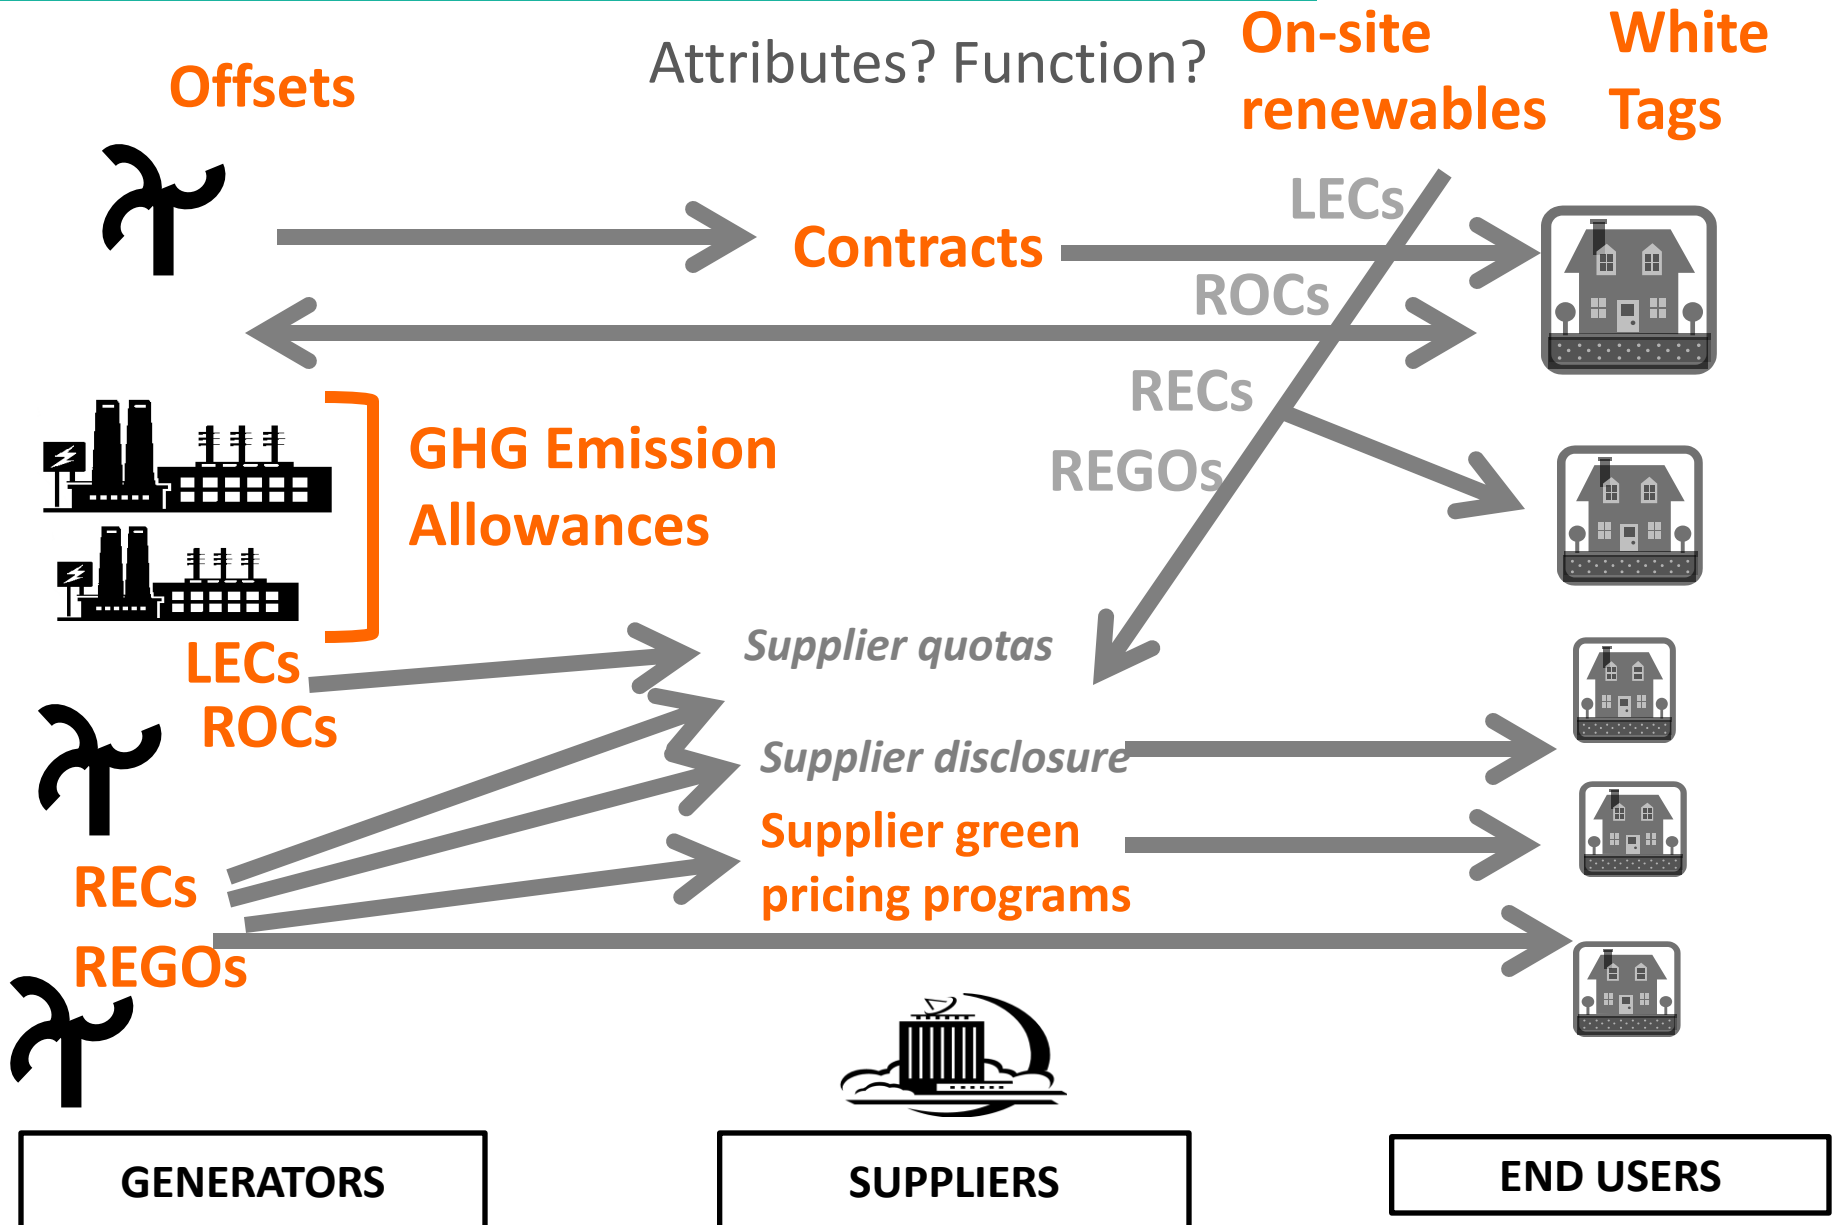 Attributes? Function?
Offsets
On-site
renewables
White
Tags
LECs
Contracts
ROCs
RECs
REGOs
GHG Emission
Allowances
LECs
ROCs
Supplier quotas
Supplier disclosure
Supplier green
pricing programs
RECs
REGOs
GENERATORS
SUPPLIERS
END USERS